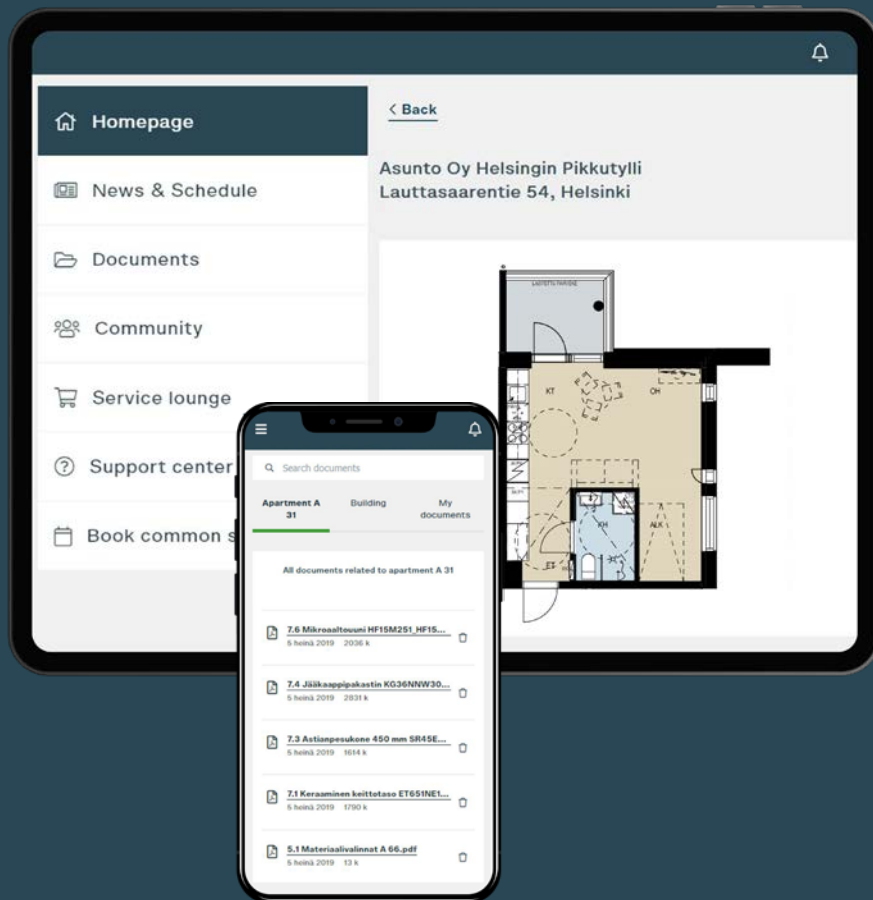 Homepage
News & Schedule
Documents
Community
Service lounge
Support center
Book common s
Back
Asunto Oy Helsingin Pikkutylli
Lauttasaarentie 54, Helsinki
KT
OH
KH
ALK
ET
Search documents
Apartment A
31
Building
My
documents
All documents related to apartment A 31
7.6 Mikroaaltouuni HF15M251_HF15...
5 heinä 2019 2036 k
7.4 Jääkaappipakastin KG36NNW30...
5 heinä 2019 2831 k
7.3 Astianpesukone 450 mm SR45E...
5 heinä 2019 1614 k
7.1 Keraaminen keittotaso ET651NE1...
5 heinä 2019 1790 k
5.1 Materiaalivalinnat A 66.pdf
5 heinä 2019 13 k